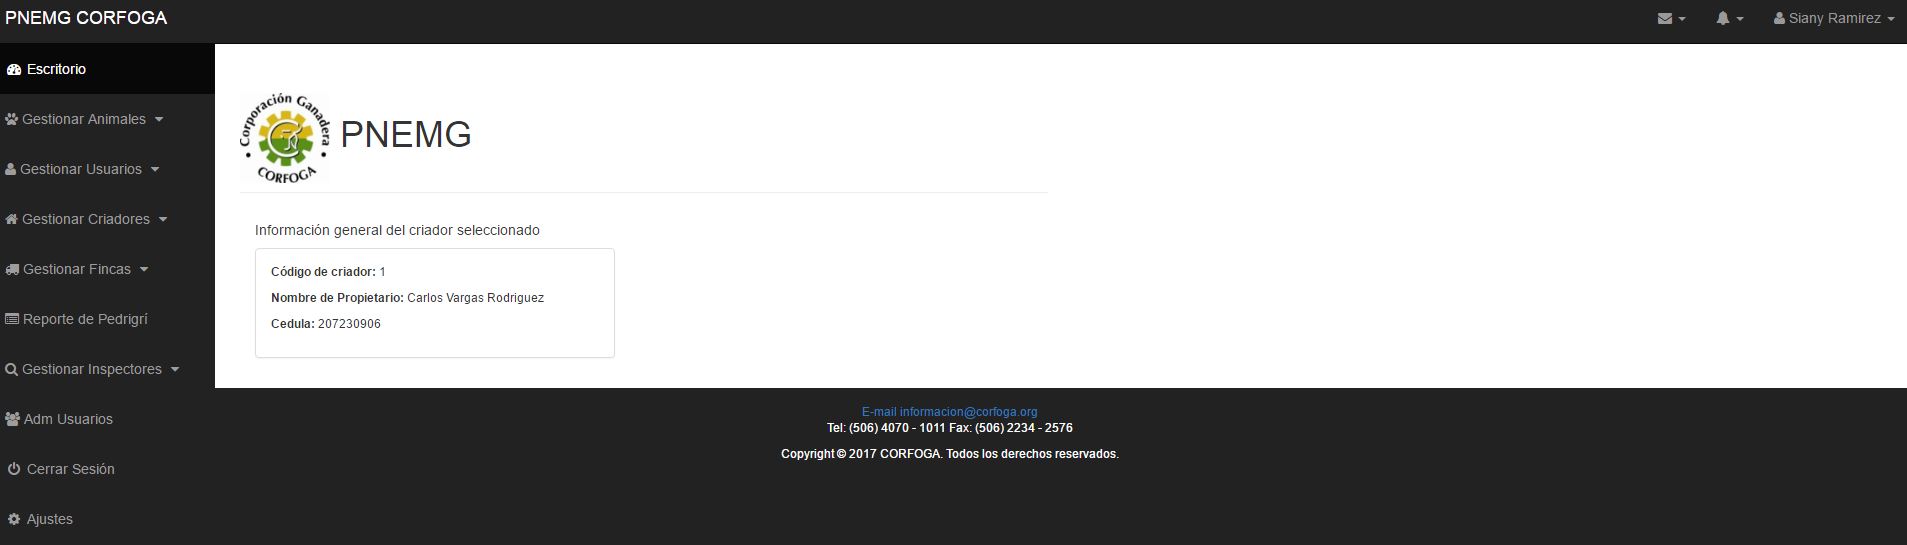 PNEMG CORFOGA
Siany Ramirez
Escritorio
Gestionar Animales
Gestionar Usuarios
Gestionar Criadores
Gestionar Fincas
Reporte de Pedrigrí
Gestionar Inspectores
Adm Usuarios
Cerrar Sesión
Ajustes
Corporación Ganadera
CORFOGA
PNEMG
Información general del criador seleccionado
Código de criador: 1
Nombre de Propietario: Carlos Vargas Rodriguez
Cedula: 207230906
E-mail informacion@corfoga.org
Tel: (506) 4070 - 1011 Fax: (506) 2234 - 2576
Copyright © 2017 CORFOGA. Todos los derechos reservados.